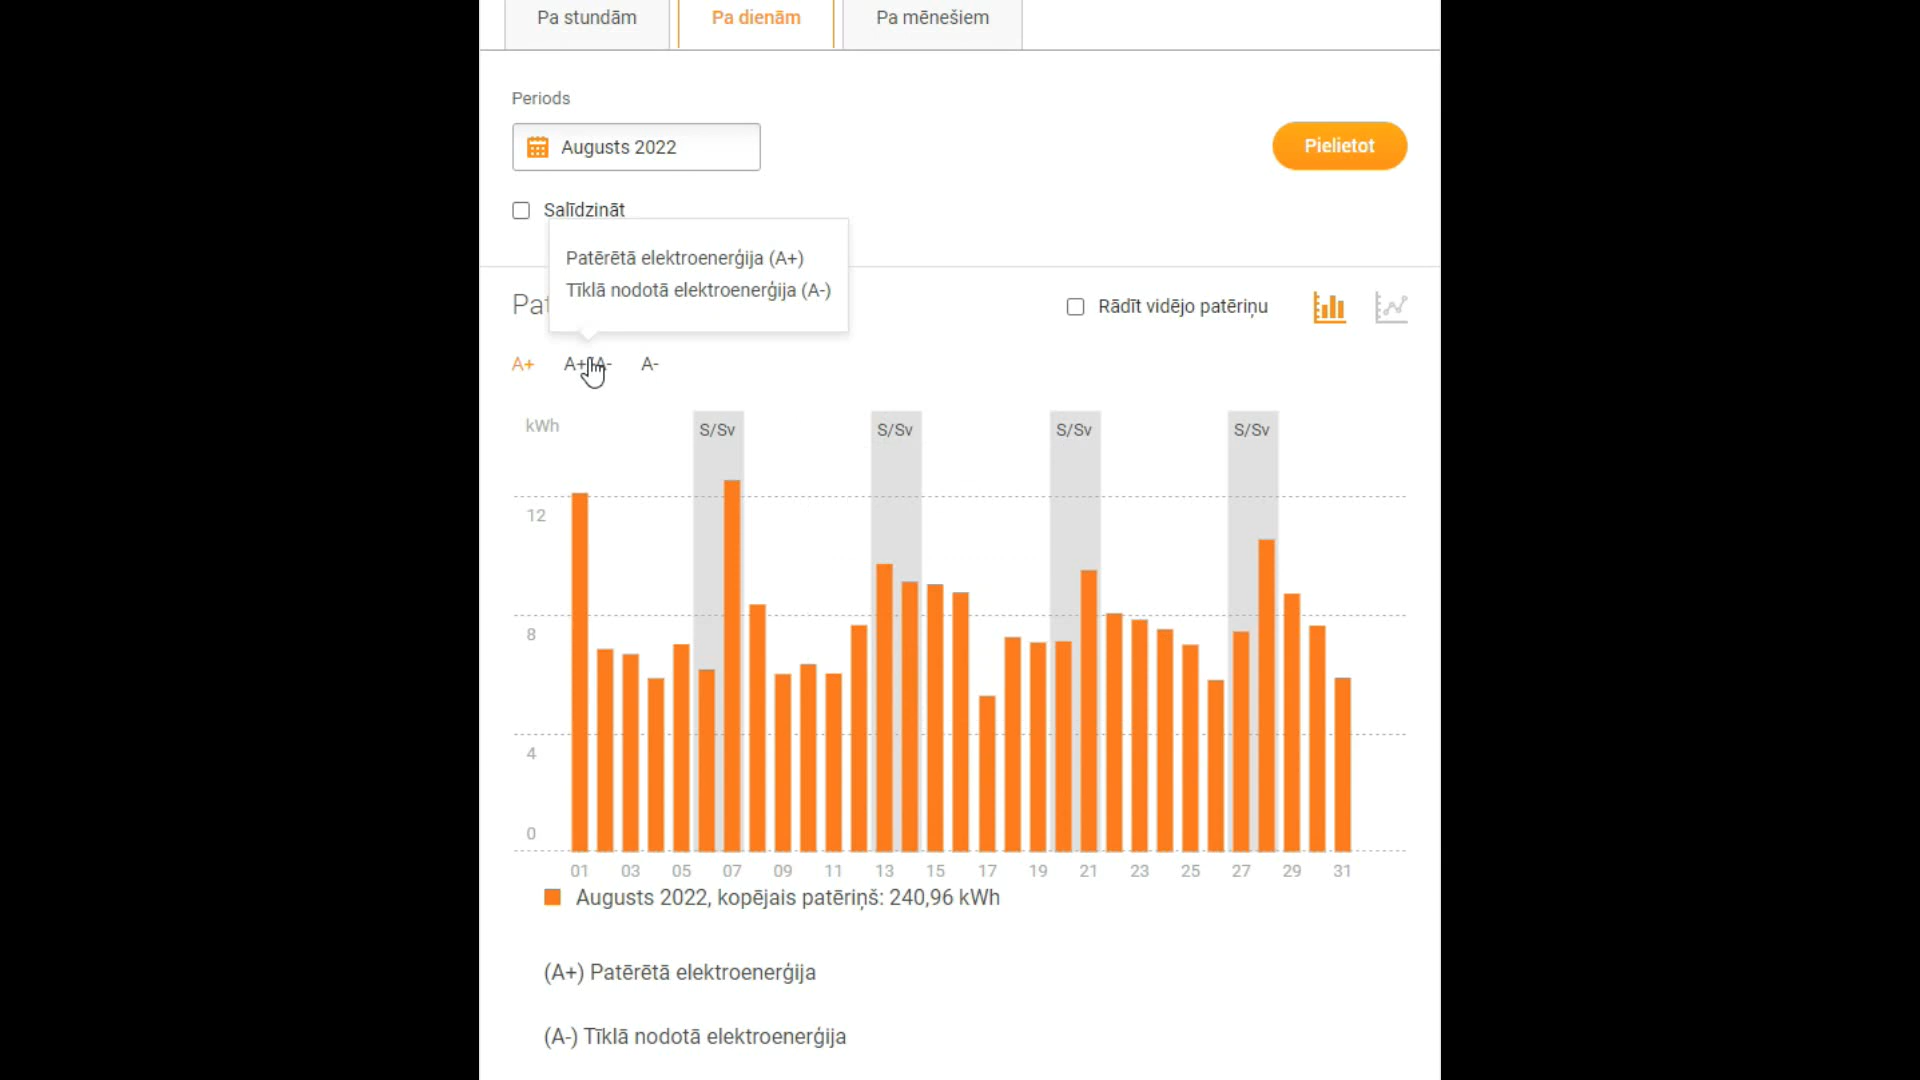 Pa stundām
Pa dienām
Pa mēnešiem
Periods
Augusts 2022
Pielietot
Salīdzināt
Patērētā elektroenerģija (A+)
Tīklā nodotā elektroenerģija (A-)
Pat
Rādīt vidējo patēriņu
A+ A+ A- A-
kWh
S/Sv S/Sv S/Sv S/Sv
12
8
4
0
01 03 05 07 09 11 13 15 17 19 21 23 25 27 29 31
Augusts 2022, kopējais patēriņš: 240,96 kWh
(A+) Patērētā elektroenerģija
(A-) Tīklā nodotā elektroenerģija